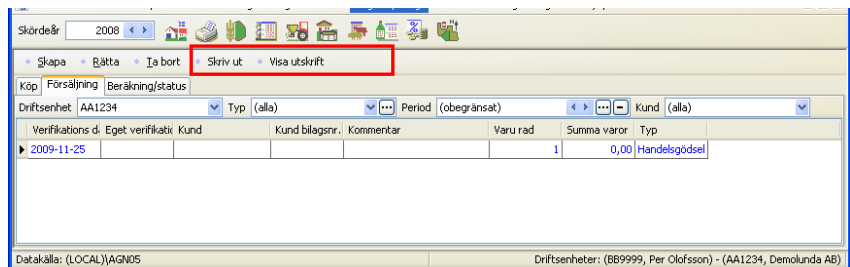 Skördeår 2008
Skapa Rätta Ta bort Skriv ut Visa utskrift
Köp Försäljning Beräkning/status
Driftsenhet AA1234 Typ (alla) Period (obegränsat) Kund (alla)
Verifikations d Eget verifikatio Kund Kund bilagsnr. Kommentar Varu rad Summa varor Typ
2009-11-25 1 0,00 Handelsgödsel
Datakälla: (LOCAL)\AGN05 Driftsenheter: (BB9999, Per Olofsson) - (AA1234, Demolunda AB)